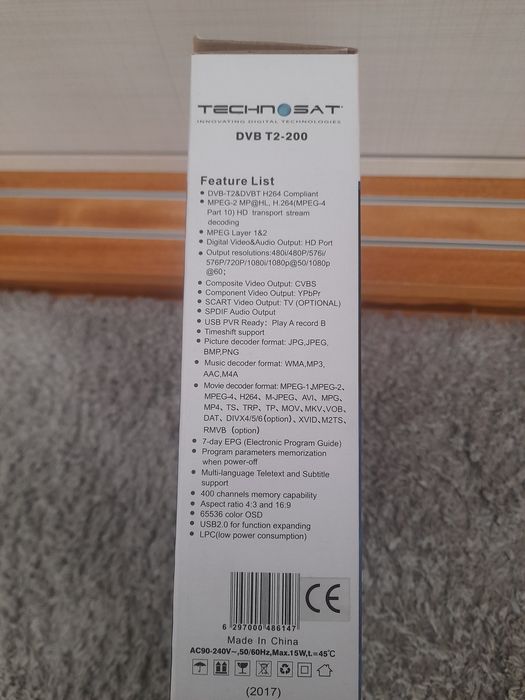 TECHNOSAT
INNOVATING DIGITAL TECHNOLOGIES
DVB T2-200
Feature List
• DVB-T2&DVBT H264 Compliant
• MPEG-2 MP@HL, H.264(MPEG-4
Part 10) HD transport stream
decoding
• MPEG Layer 1&2
• Digital Video&Audio Output: HD Port
• Output resolutions:480i/480P/576i/
576P/720P/1080i/1080p@50/1080p
@60;
• Composite Video Output: CVBS
• Component Video Output: YPbPr
• SCART Video Output: TV (OPTIONAL)
• SPDIF Audio Output
• USB PVR Ready: Play A record B
• Timeshift support
• Picture decoder format: JPG,JPEG,
BMP,PNG
• Music decoder format: WMA,MP3,
AAC,M4A
• Movie decoder format: MPEG-1,MPEG-2,
MPEG-4, H264, M-JPEG, AVI, MPG,
MP4, TS, TRP, TP, MOV, MKV,VOB,
DAT, DIVX4/5/6(option), XVID,M2TS,
RMVB (option)
• 7-day EPG (Electronic Program Guide)
• Program parameters memorization
when power-off
• Multi-language Teletext and Subtitle
support
• 400 channels memory capability
• Aspect ratio 4:3 and 16:9
• 65536 color OSD
• USB2.0 for function expanding
• LPC(low power consumption)
CE
6 297000 486147
Made In China
AC90-240V~,50/60Hz,Max.15W,t.=45℃
(2017)